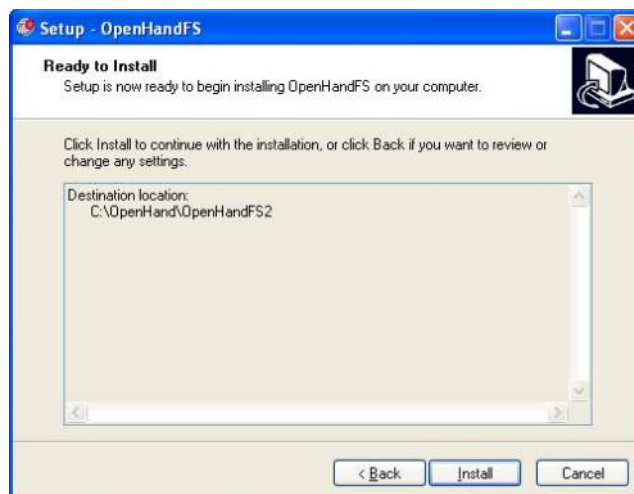 Setup - OpenHandFS
Ready to Install
Setup is now ready to begin installing OpenHandFS on your computer.
Click Install to continue with the installation, or click Back if you want to review or
change any settings.
Destination location:
C:\OpenHand\OpenHandFS2
< Back
Install
Cancel